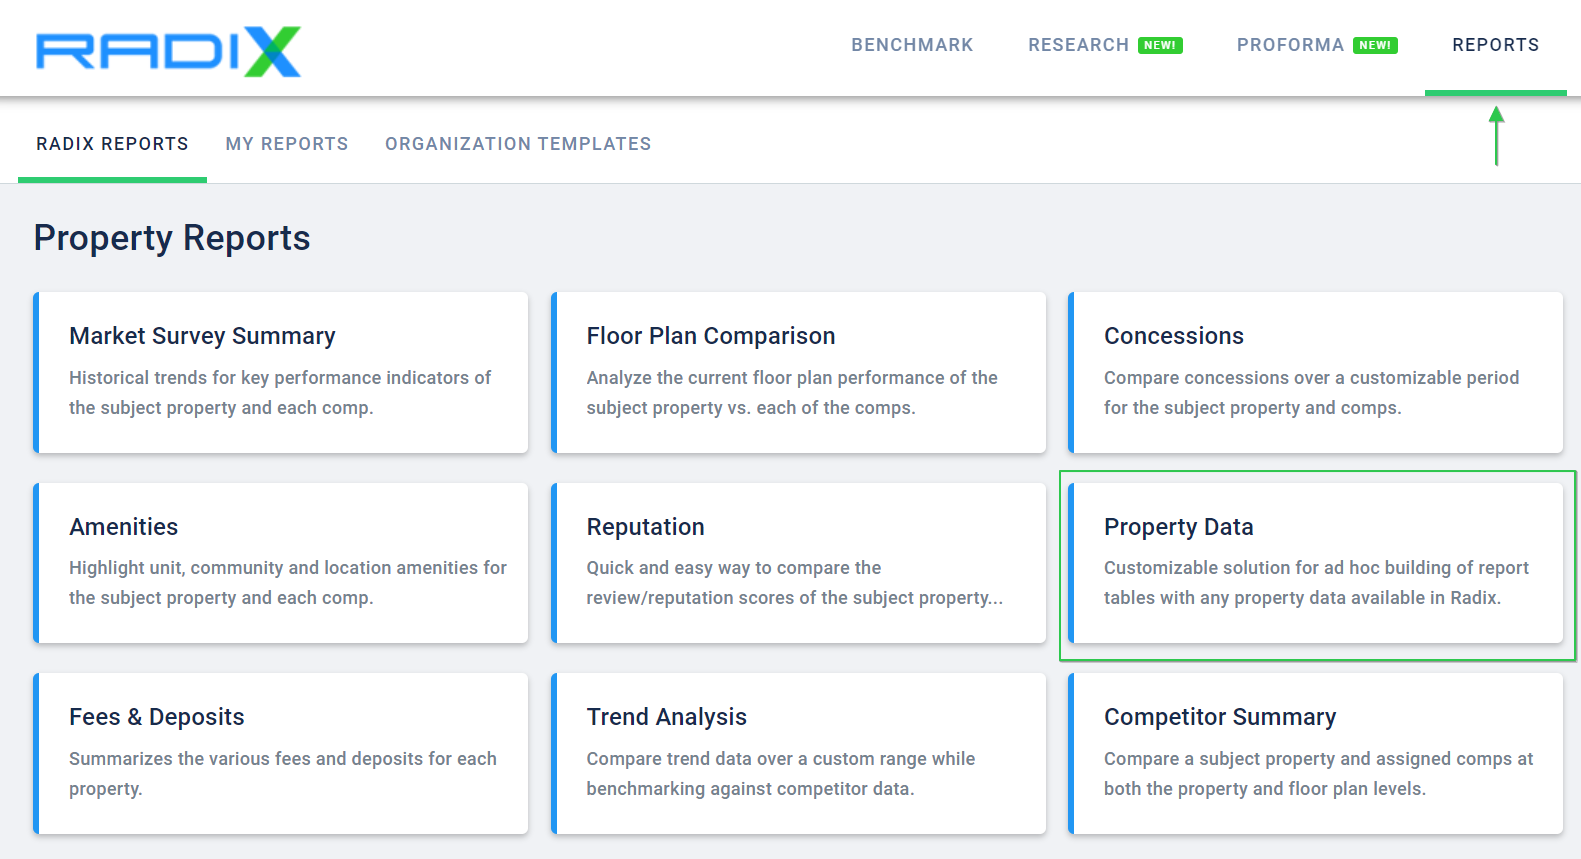 RADIX
BENCHMARK
RESEARCH NEW!
PROFORMA NEW!
REPORTS
RADIX REPORTS
MY REPORTS
ORGANIZATION TEMPLATES
Property Reports
Market Survey Summary
Historical trends for key performance indicators of
the subject property and each comp.
Floor Plan Comparison
Analyze the current floor plan performance of the
subject property vs. each of the comps.
Concessions
Compare concessions over a customizable period
for the subject property and comps.
Amenities
Highlight unit, community and location amenities for
the subject property and each comp.
Reputation
Quick and easy way to compare the
review/reputation scores of the subject property...
Property Data
Customizable solution for ad hoc building of report
tables with any property data available in Radix.
Fees & Deposits
Summarizes the various fees and deposits for each
property.
Trend Analysis
Compare trend data over a custom range while
benchmarking against competitor data.
Competitor Summary
Compare a subject property and assigned comps at
both the property and floor plan levels.